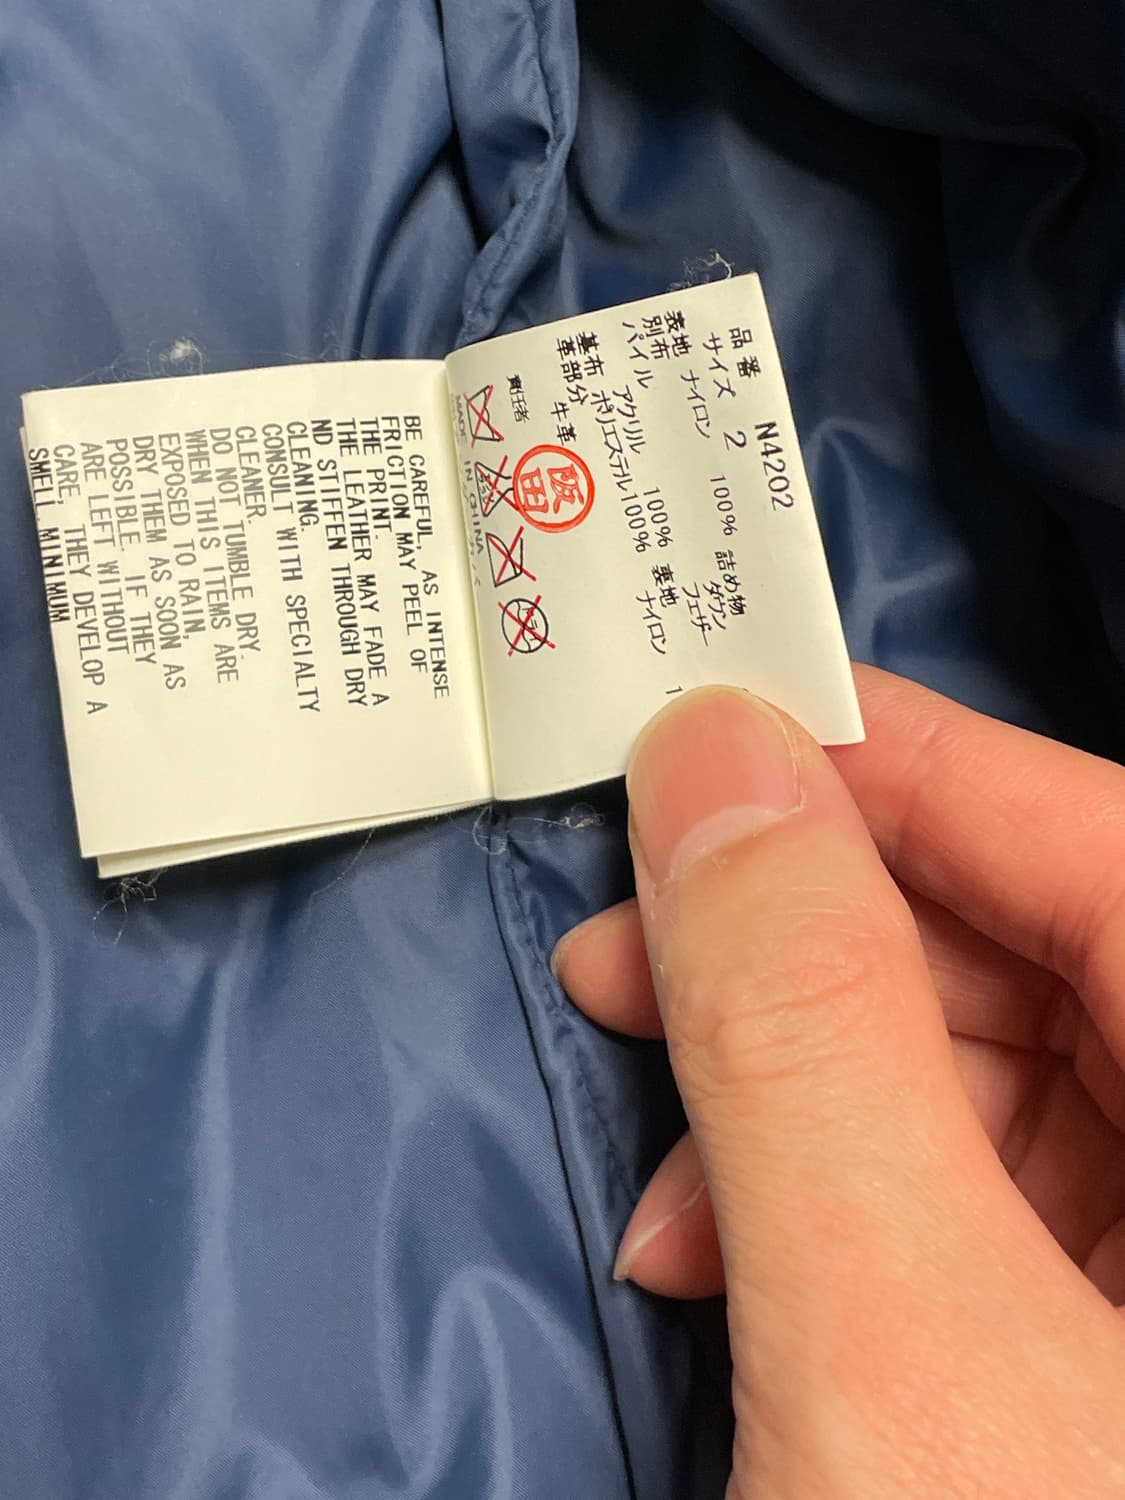 品番 N4202
サイズ 2
表地 ナイロン 100% 詰め物 ダウン
フェザー
別布
パイル アクリル 100% 裏地 ナイロン 1
基布 ポリエステル 100%
革部分 牛革
責任者 阪田
MADE IN CHINA
BE CAREFUL, AS INTENSE
FRICTION MAY PEEL OF
THE PRINT.
THE LEATHER MAY FADE A
ND STIFFEN THROUGH DRY
CLEANING.
CONSULT WITH SPECIALTY
CLEANER.
DO NOT TUMBLE DRY.
WHEN THIS ITEMS ARE
EXPOSED TO RAIN,
DRY THEM AS SOON AS
POSSIBLE. IF THEY
ARE LEFT WITHOUT
CARE, THEY DEVELOP A
SMELL.MINIMUM